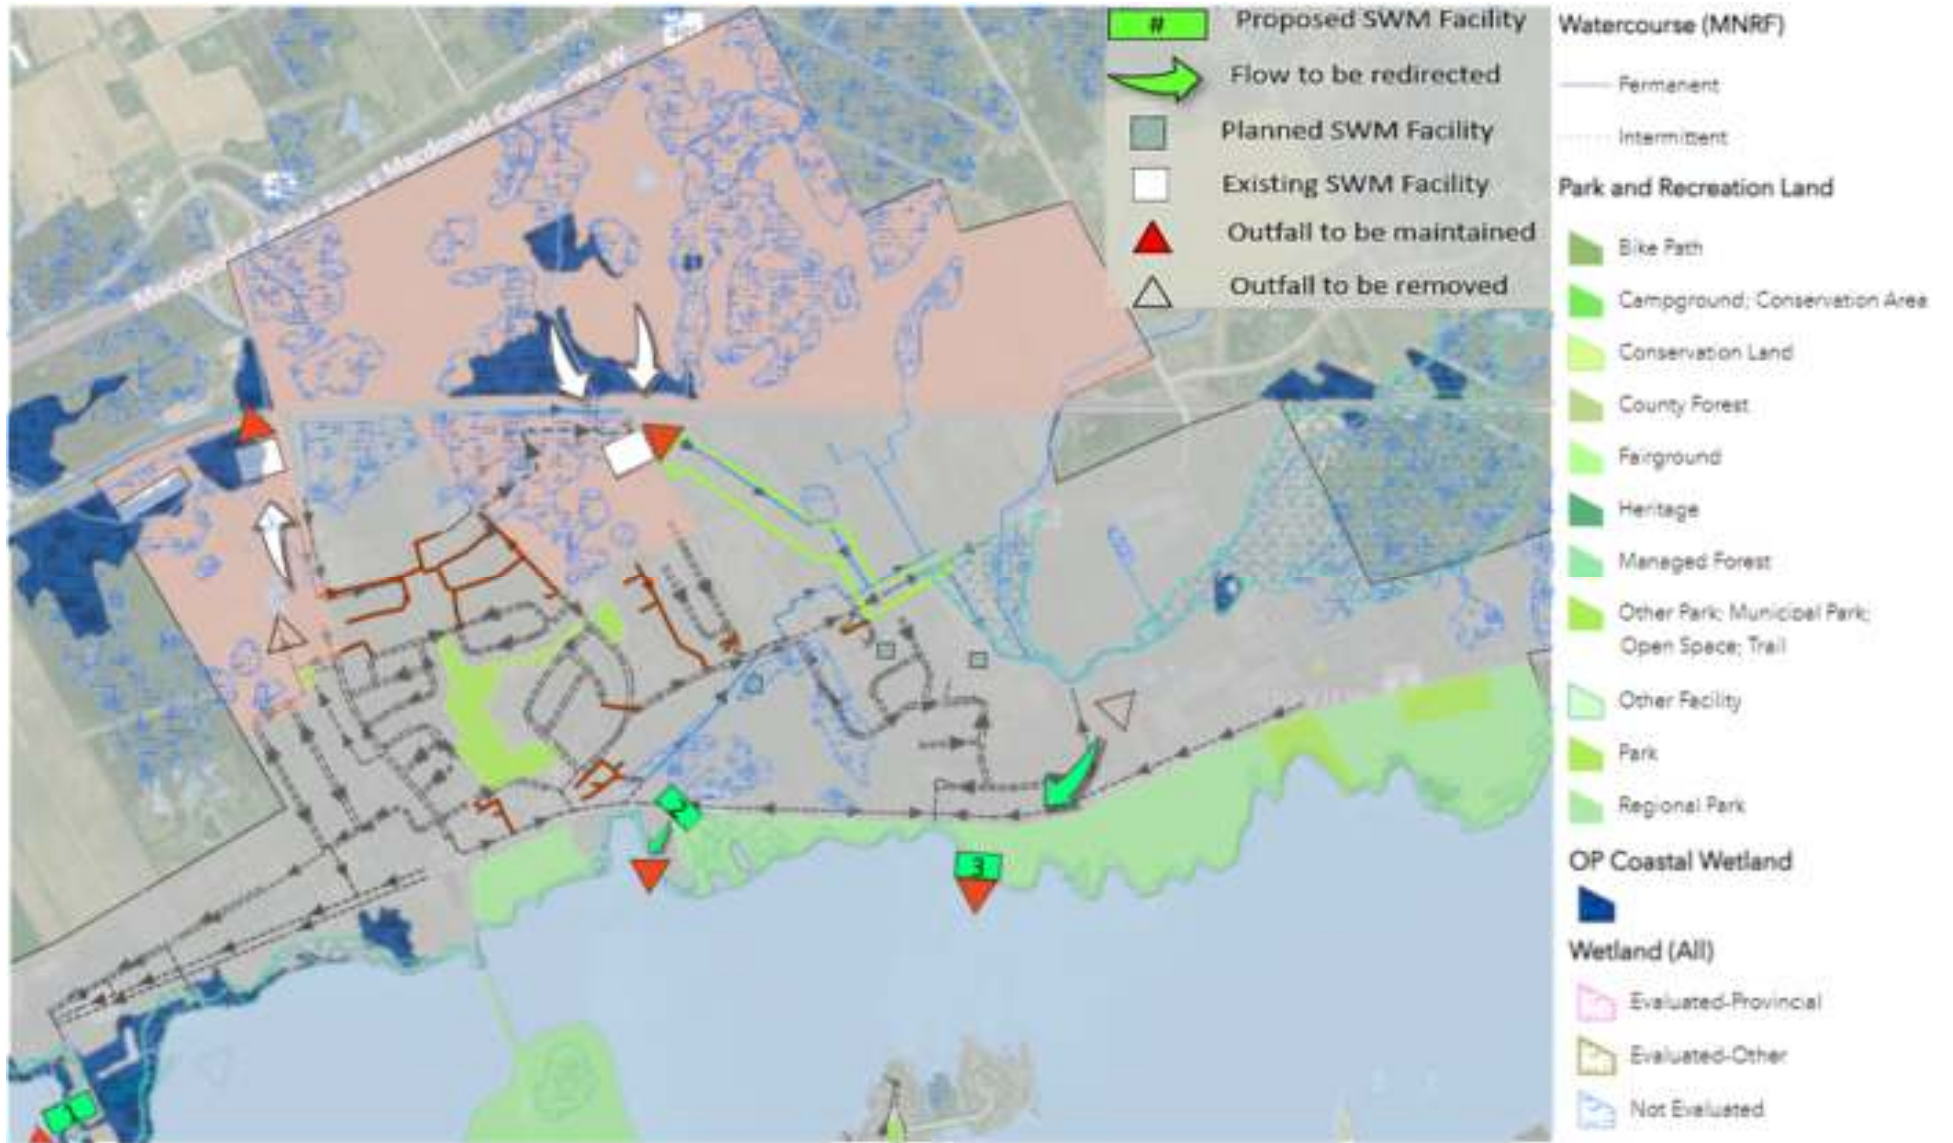 # Proposed SWM Facility
Flow to be redirected
Planned SWM Facility
Existing SWM Facility
Outfall to be maintained
Outfall to be removed
Watercourse (MNRF)
Permanent
Intermittent
Park and Recreation Land
Bike Path
Campground; Conservation Area
Conservation Land
County Forest
Fairground
Heritage
Managed Forest
Other Park; Municipal Park;
Open Space; Trail
Other Facility
Park
Regional Park
OP Coastal Wetland
Wetland (All)
Evaluated-Provincial
Evaluated-Other
Not Evaluated
2
3
1